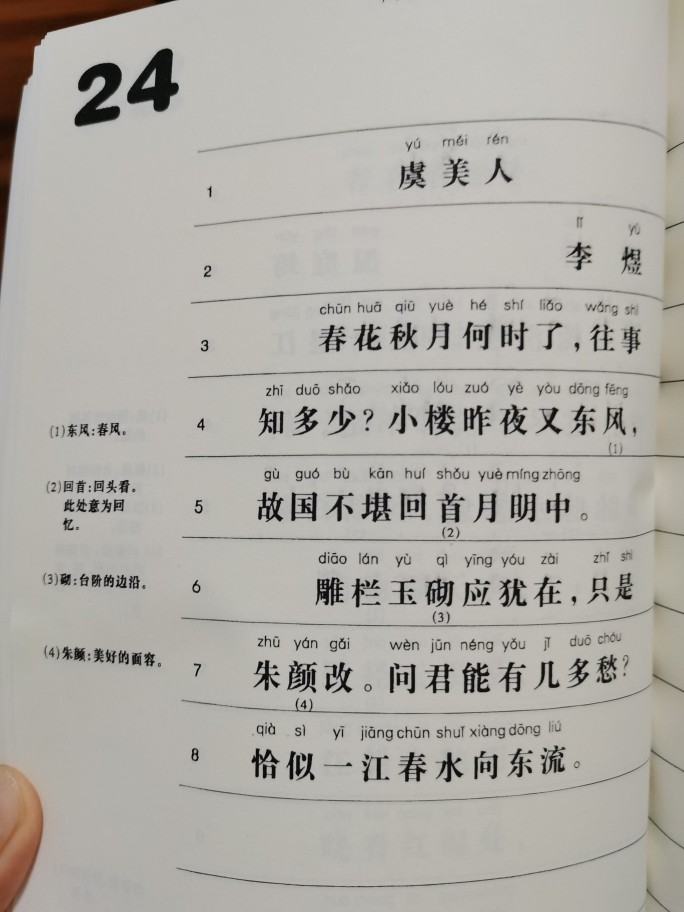 24
yú měi rén
1 虞美人
lǐ yù
2 李煜
chūn huā qiū yuè hé shí liǎo wǎng shì
3 春花秋月何时了，往事
zhī duō shǎo xiǎo lóu zuó yè yòu dōng fēng
4 知多少？小楼昨夜又东风，
(1)
(1)东风：春风。
gù guó bù kān huí shǒu yuè míng zhōng
5 故国不堪回首月明中。
(2)
(2)回首：回头看。
此处意为回
忆。
diāo lán yù qì yīng yóu zài zhǐ shì
6 雕栏玉砌应犹在，只是
(3)
(3)砌：台阶的边沿。
zhū yán gǎi wèn jūn néng yǒu jǐ duō chóu
7 朱颜改。问君能有几多愁？
(4)
(4)朱颜：美好的面容。
qià sì yī jiāng chūn shuǐ xiàng dōng liú
8 恰似一江春水向东流。